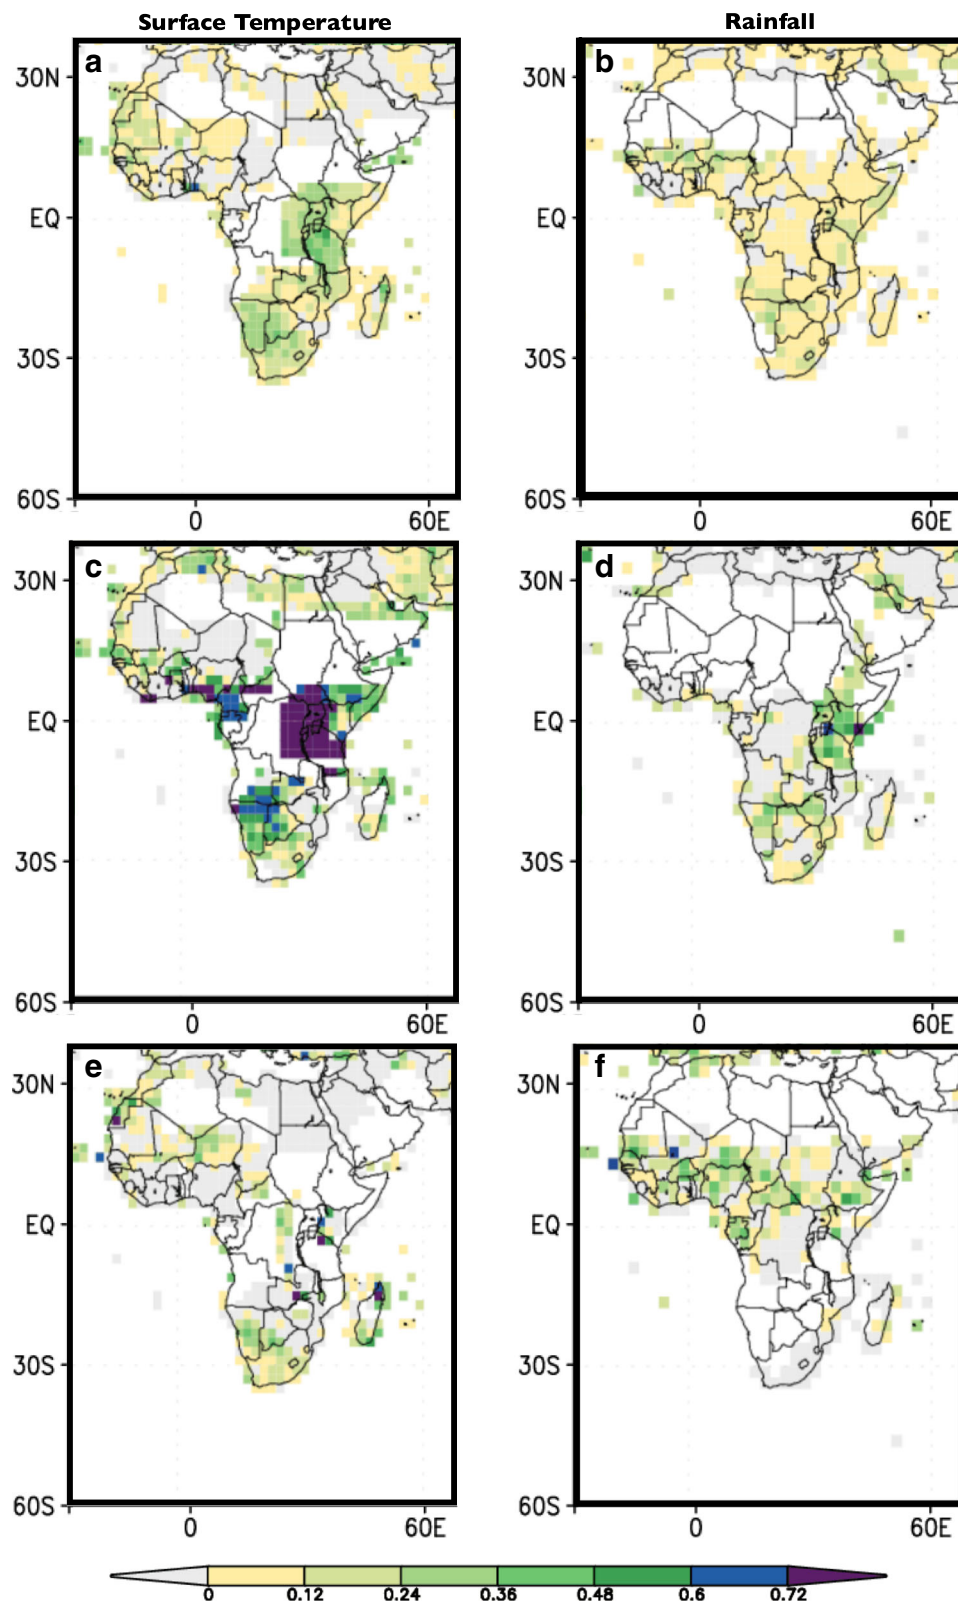 Surface Temperature Rainfall
a b
30N 30N
EQ EQ
30S 30S
60S 60S
0 60E 0 60E
c d
30N 30N
EQ EQ
30S 30S
60S 60S
0 60E 0 60E
e f
30N 30N
EQ EQ
30S 30S
60S 60S
0 60E 0 60E
0 0.12 0.24 0.36 0.48 0.6 0.72